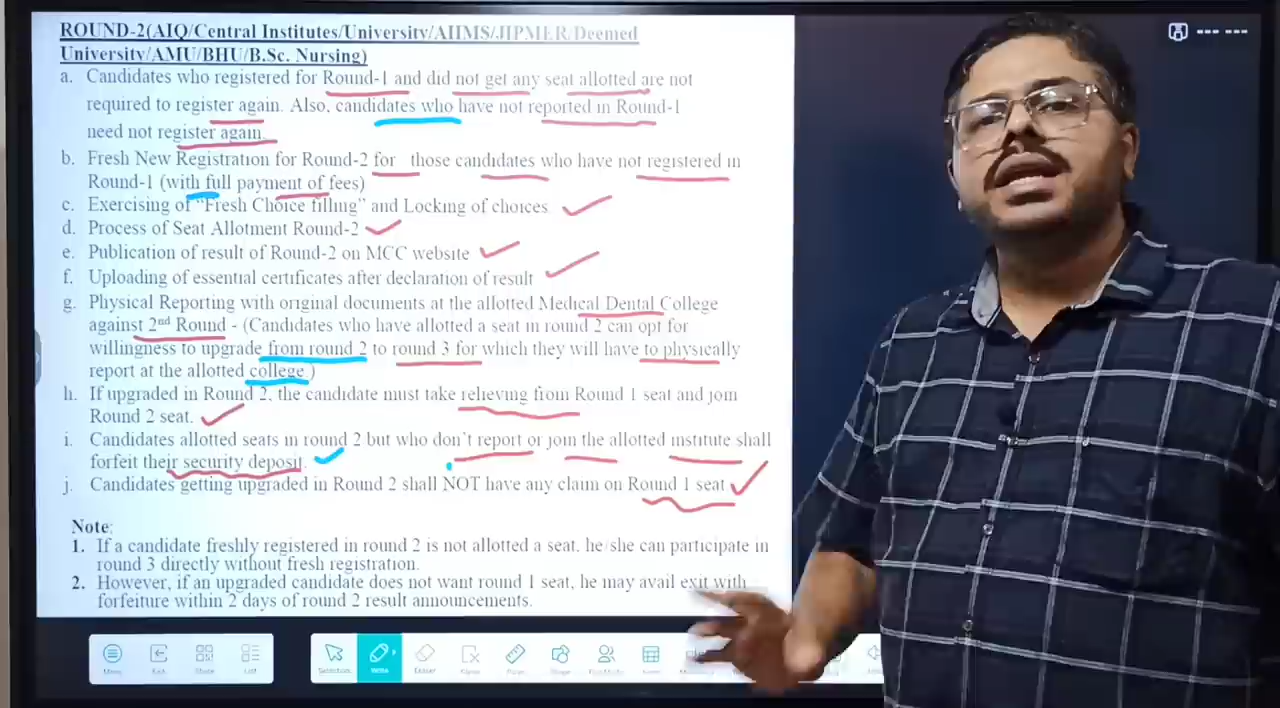 ROUND-2(AIQ/Central Institutes/University/AIIMS/JIPMER/Deemed
University/AMU/BHU/B.Sc. Nursing)
a. Candidates who registered for Round-1 and did not get any seat allotted are not
required to register again. Also, candidates who have not reported in Round-1
need not register again.
b. Fresh New Registration for Round-2 for those candidates who have not registered in
Round-1 (with full payment of fees)
c. Exercising of "Fresh Choice filling" and Locking of choices
d. Process of Seat Allotment Round-2
e. Publication of result of Round-2 on MCC website
f. Uploading of essential certificates after declaration of result
g. Physical Reporting with original documents at the allotted Medical Dental College
against 2nd Round - (Candidates who have allotted a seat in round 2 can opt for
willingness to upgrade from round 2 to round 3 for which they will have to physically
report at the allotted college.)
h. If upgraded in Round 2, the candidate must take relieving from Round 1 seat and join
Round 2 seat.
i. Candidates allotted seats in round 2 but who don't report or join the allotted institute shall
forfeit their security deposit.
j. Candidates getting upgraded in Round 2 shall NOT have any claim on Round 1 seat
Note:
1. If a candidate freshly registered in round 2 is not allotted a seat, he/she can participate in
round 3 directly without fresh registration.
2. However, if an upgraded candidate does not want round 1 seat, he may avail exit with
forfeiture within 2 days of round 2 result announcements.
Menu Exit Share List Selection Write Eraser Ruler Shape